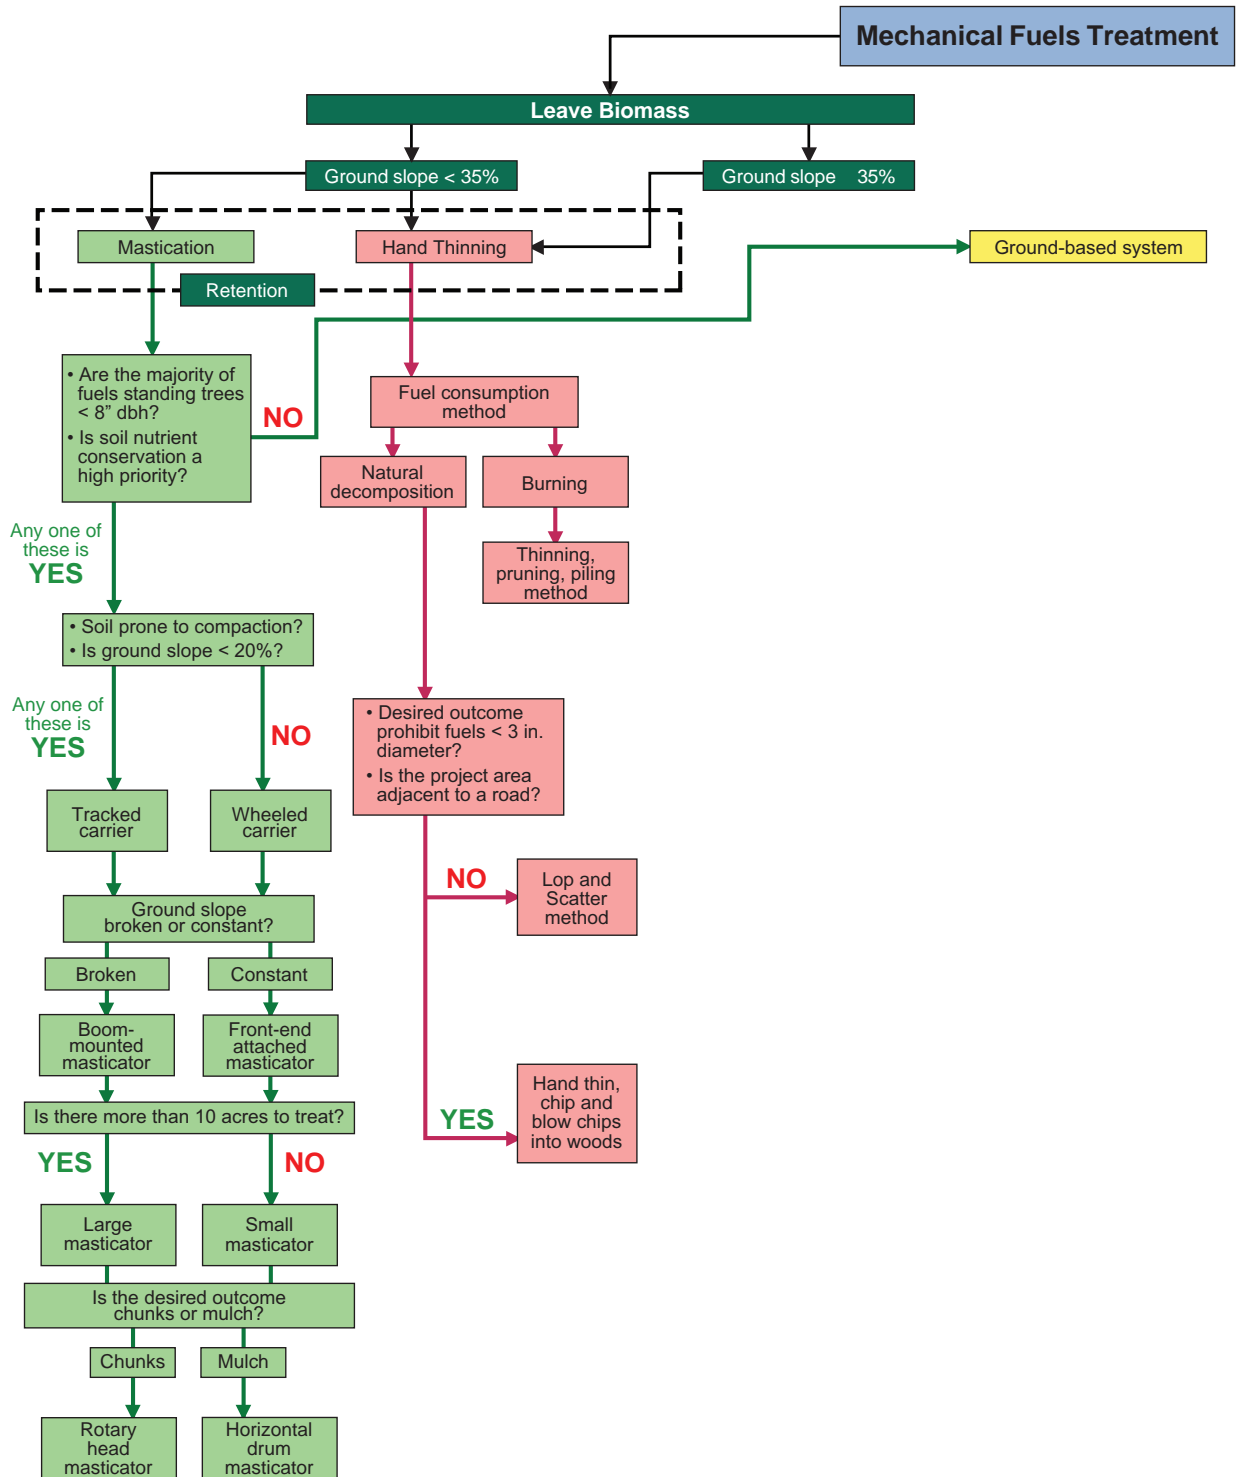 Mechanical Fuels Treatment
Leave Biomass
Ground slope < 35%
Ground slope 35%
Mastication
Hand Thinning
Ground-based system
Retention
• Are the majority of
fuels standing trees
< 8” dbh?
• Is soil nutrient
conservation a
high priority?
NO
Fuel consumption
method
Natural
decomposition
Burning
Any one of
these is
YES
Thinning,
pruning, piling
method
• Soil prone to compaction?
• Is ground slope < 20%?
Any one of
these is
YES
NO
• Desired outcome
prohibit fuels < 3 in.
diameter?
• Is the project area
adjacent to a road?
Tracked
carrier
Wheeled
carrier
NO
Lop and
Scatter
method
Ground slope
broken or constant?
Broken
Constant
Boom-
mounted
masticator
Front-end
attached
masticator
Is there more than 10 acres to treat?
YES
Hand thin,
chip and
blow chips
into woods
YES
NO
Large
masticator
Small
masticator
Is the desired outcome
chunks or mulch?
Chunks
Mulch
Rotary
head
masticator
Horizontal
drum
masticator